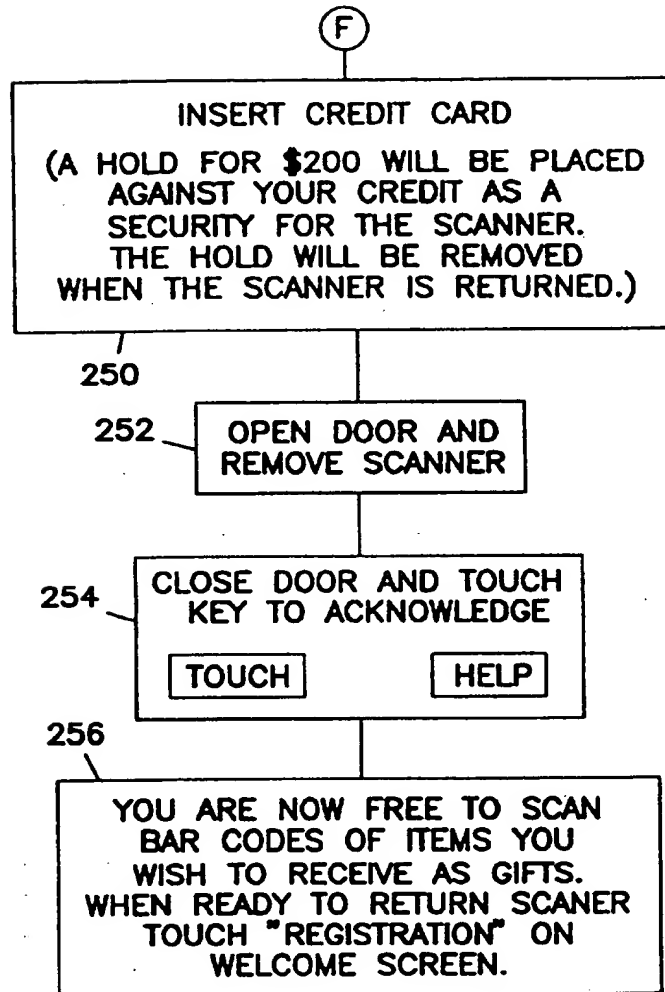 F
INSERT CREDIT CARD
(A HOLD FOR $200 WILL BE PLACED
AGAINST YOUR CREDIT AS A
SECURITY FOR THE SCANNER.
THE HOLD WILL BE REMOVED
WHEN THE SCANNER IS RETURNED.)
250
252
OPEN DOOR AND
REMOVE SCANNER
254
CLOSE DOOR AND TOUCH
KEY TO ACKNOWLEDGE
TOUCH HELP
256
YOU ARE NOW FREE TO SCAN
BAR CODES OF ITEMS YOU
WISH TO RECEIVE AS GIFTS.
WHEN READY TO RETURN SCANER
TOUCH "REGISTRATION" ON
WELCOME SCREEN.